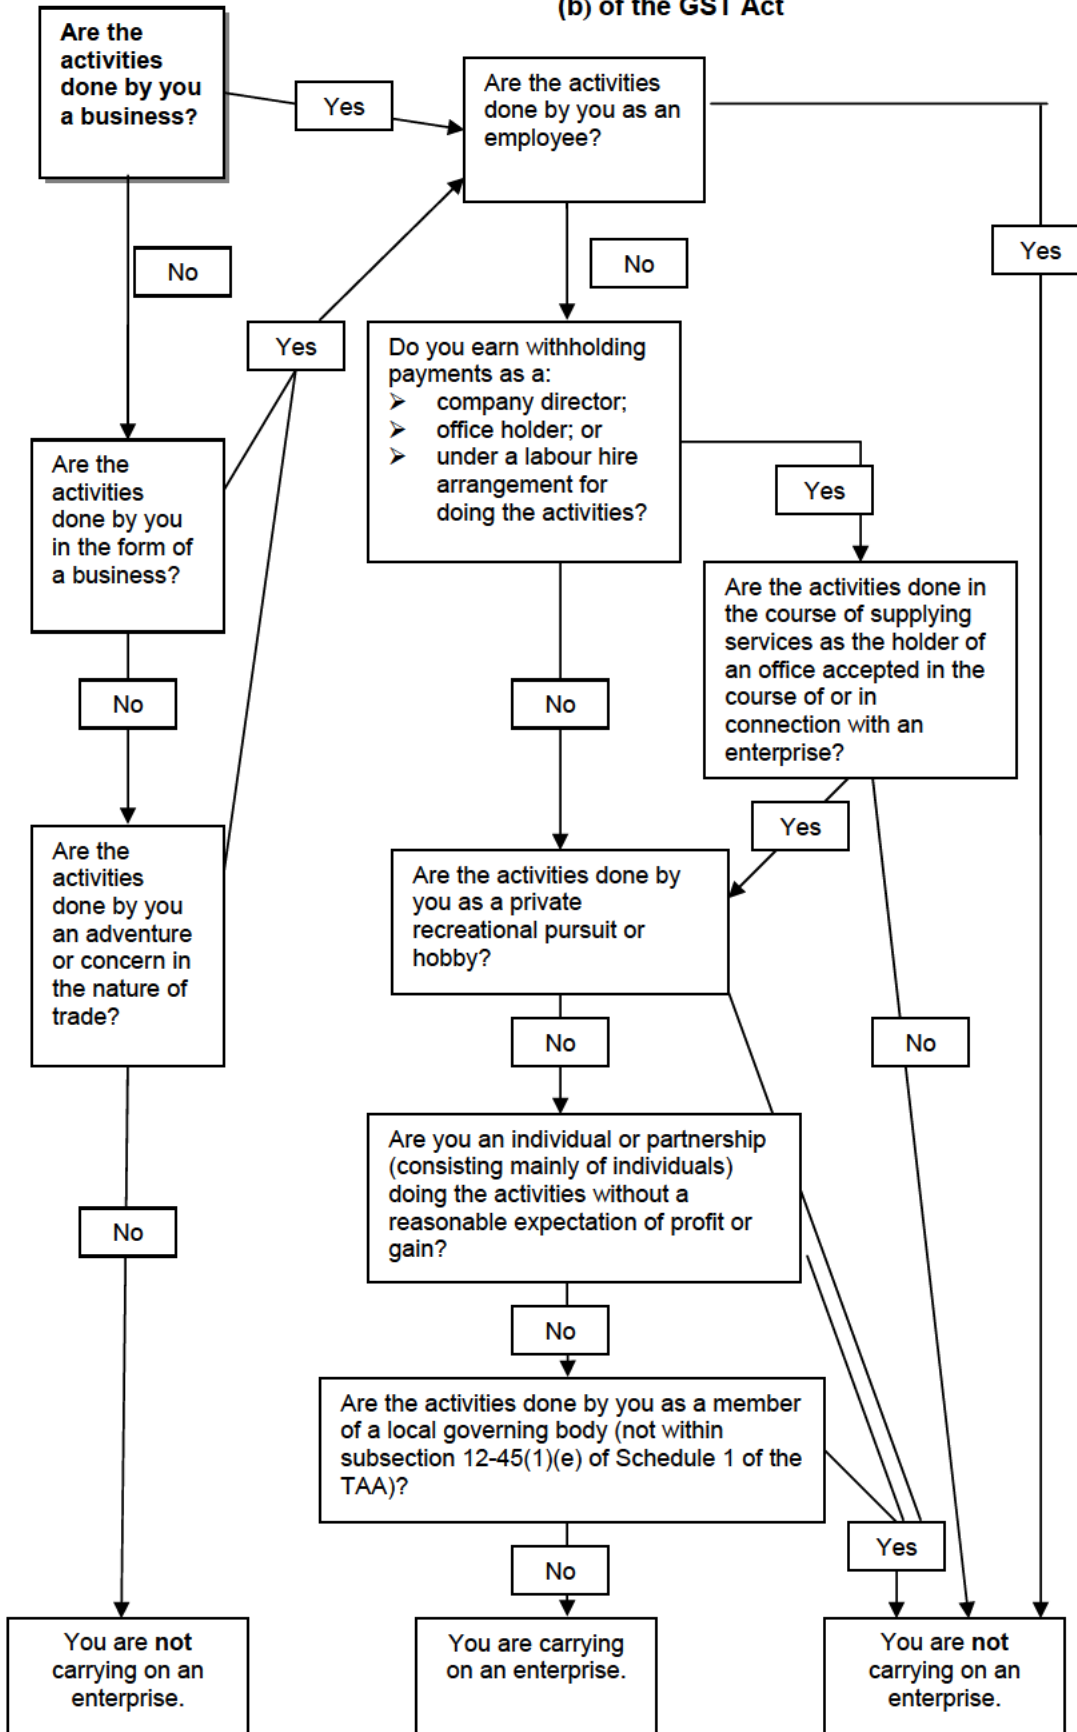 (b) of the GST Act
Are the
activities
done by you
a business?
Yes
Are the activities
done by you as an
employee?
Yes
No
No
Yes
Do you earn withholding
payments as a:
➢ company director;
➢ office holder; or
➢ under a labour hire
arrangement for
doing the activities?
Are the
activities
done by you
in the form of
a business?
Yes
Are the activities done in
the course of supplying
services as the holder of
an office accepted in the
course of or in
connection with an
enterprise?
No
No
Yes
Are the
activities
done by you
an adventure
or concern in
the nature of
trade?
Are the activities done by
you as a private
recreational pursuit or
hobby?
No
No
Are you an individual or partnership
(consisting mainly of individuals)
doing the activities without a
reasonable expectation of profit or
gain?
No
No
Are the activities done by you as a member
of a local governing body (not within
subsection 12-45(1)(e) of Schedule 1 of the
TAA)?
Yes
No
You are not
carrying on an
enterprise.
You are carrying
on an enterprise.
You are not
carrying on an
enterprise.